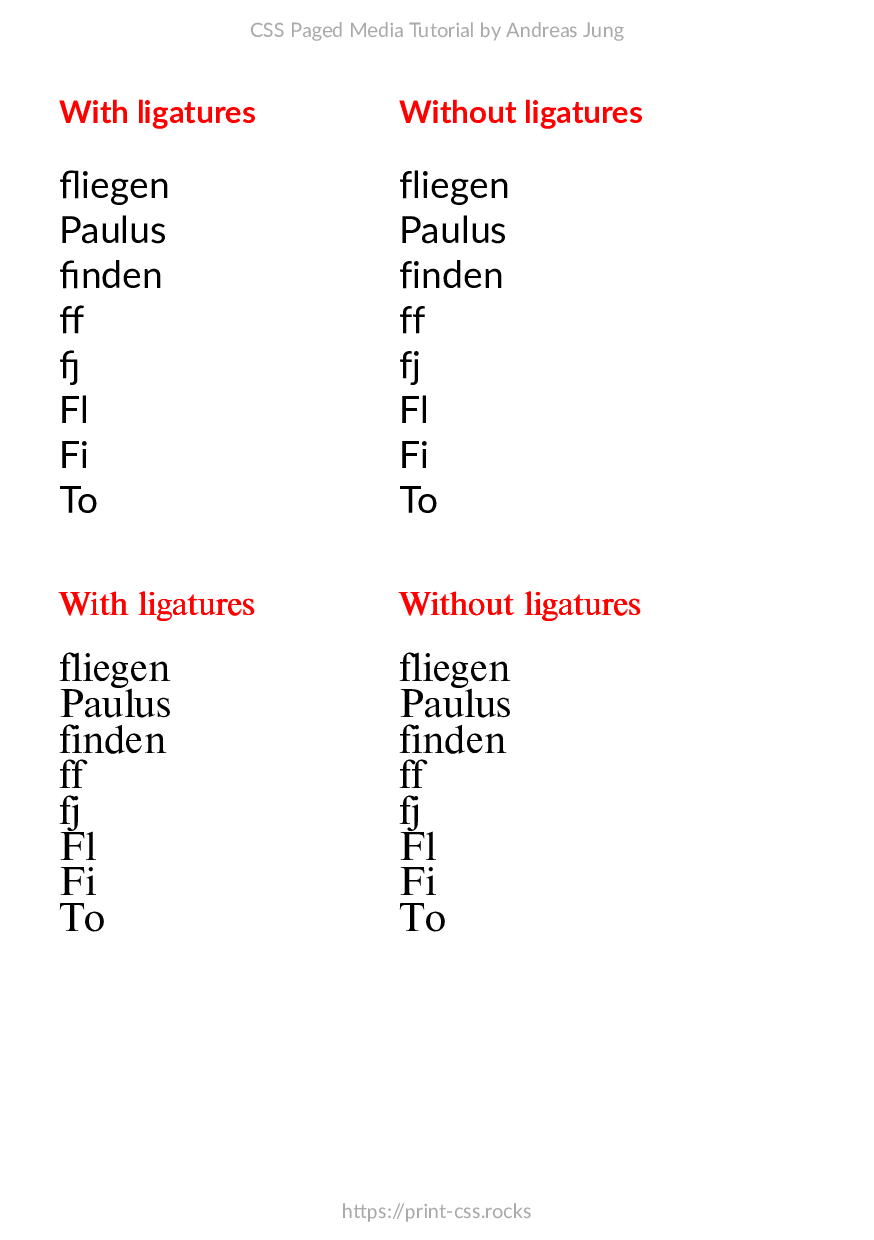 CSS Paged Media Tutorial by Andreas Jung
With ligatures
fliegen
Paulus
finden
ff
fj
Fl
Fi
To
Without ligatures
fliegen
Paulus
finden
ff
fj
Fl
Fi
To
With ligatures
fliegen
Paulus
finden
ff
fj
Fl
Fi
To
Without ligatures
fliegen
Paulus
finden
ff
fj
Fl
Fi
To
https://print-css.rocks